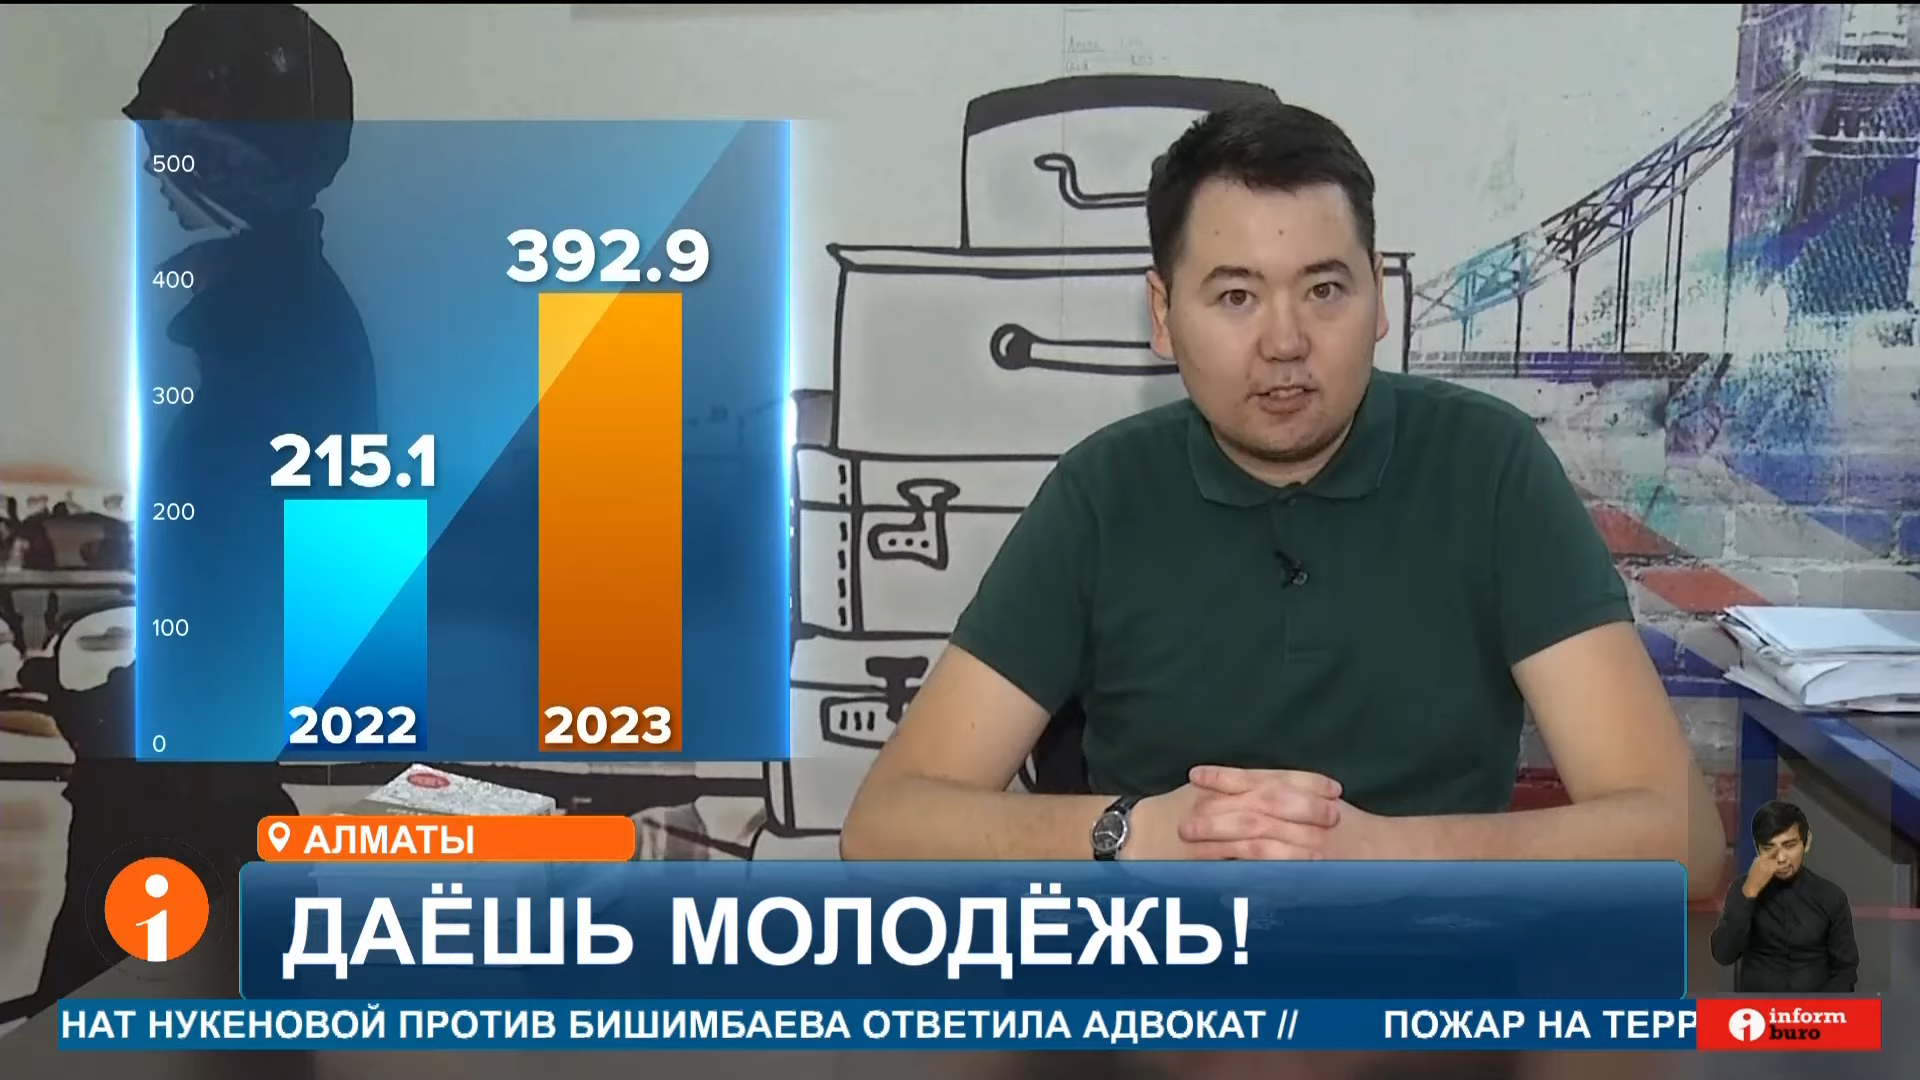 500
400
300
200
100
0
215.1
392.9
2022
2023
АЛМАТЫ
ДАЁШЬ МОЛОДЁЖЬ!
НАТ НУКЕНОВОЙ ПРОТИВ БИШИМБАЕВА ОТВЕТИЛА АДВОКАТ // ПОЖАР НА ТЕРР
inform
buro